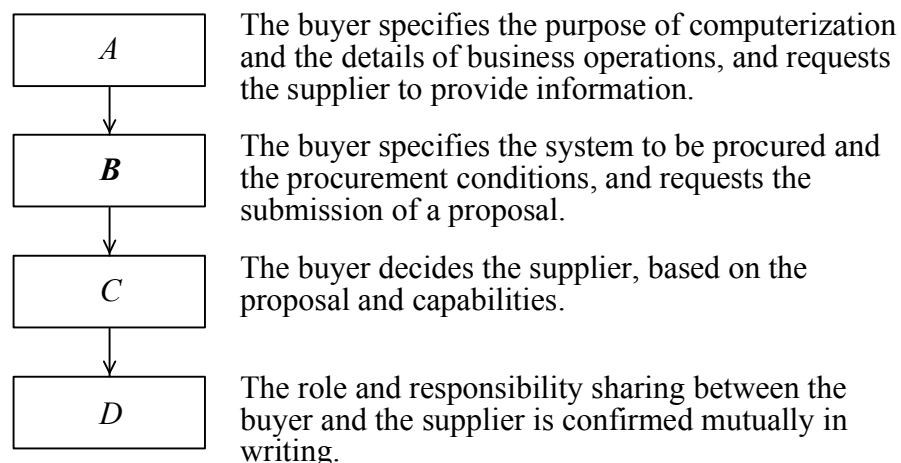 A
The buyer specifies the purpose of computerization
and the details of business operations, and requests
the supplier to provide information.
B
The buyer specifies the system to be procured and
the procurement conditions, and requests the
submission of a proposal.
C
The buyer decides the supplier, based on the
proposal and capabilities.
D
The role and responsibility sharing between the
buyer and the supplier is confirmed mutually in
writing.